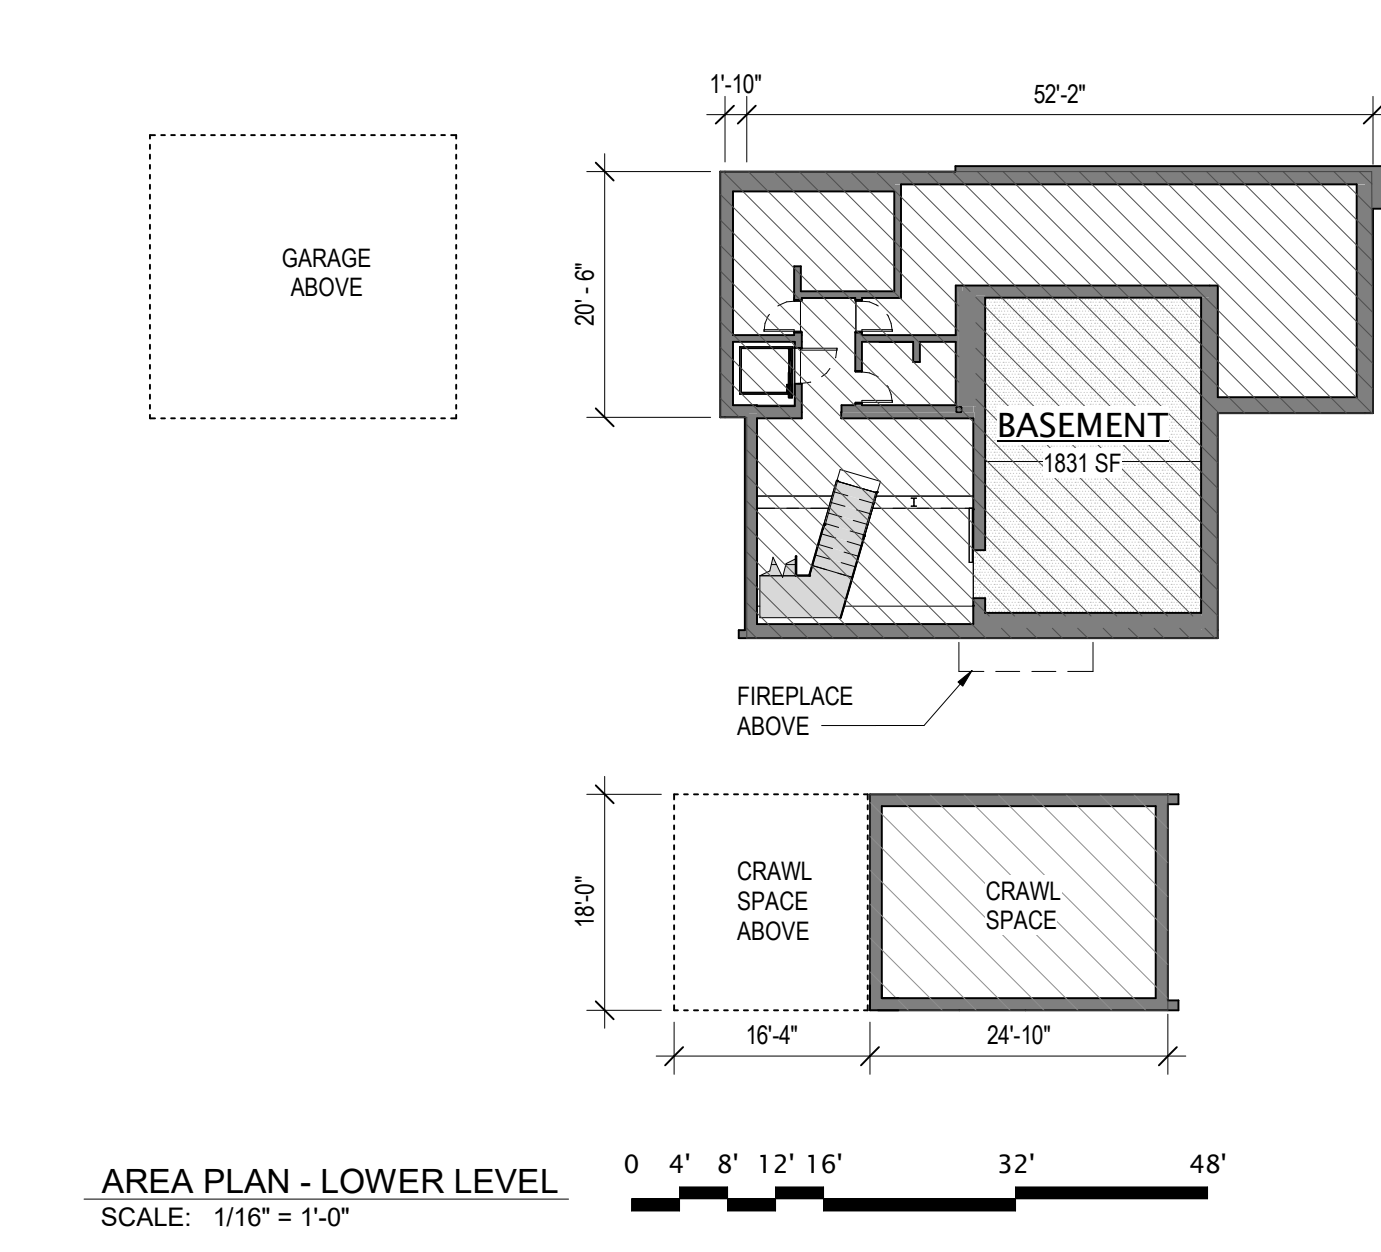 1'-10"
52'-2"
GARAGE
ABOVE
20' - 6"
BASEMENT
1831 SF
I
FIREPLACE
ABOVE
18'-0"
CRAWL
SPACE
ABOVE
CRAWL
SPACE
16'-4"
24'-10"
AREA PLAN - LOWER LEVEL
SCALE: 1/16" = 1'-0"
0 4' 8' 12' 16' 32' 48'